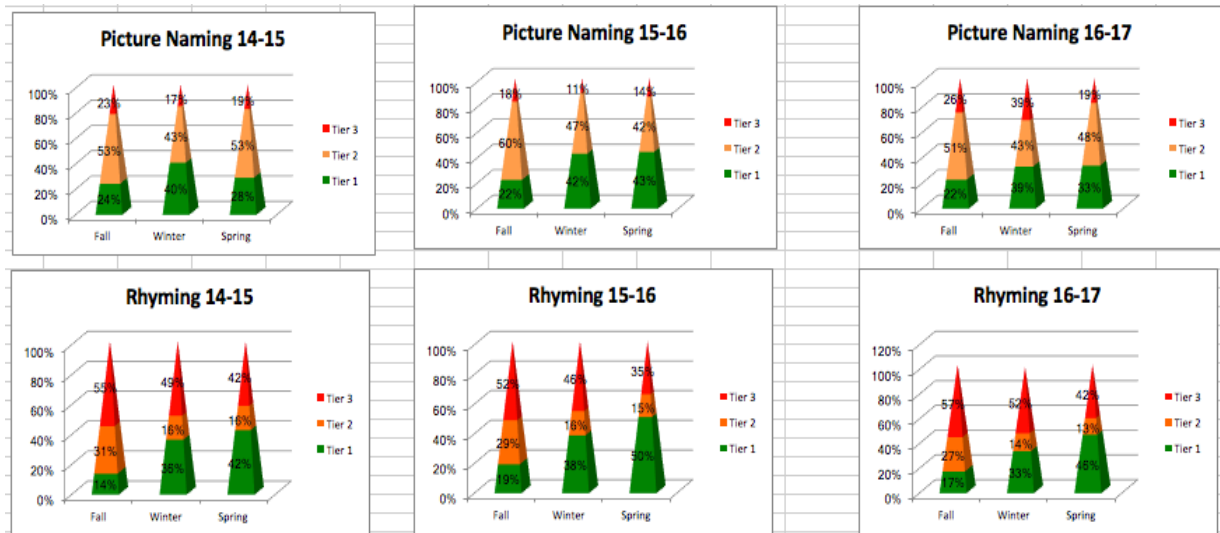 Picture Naming 14-15
100%
80%
60%
40%
20%
0%
23%
17%
19%
53%
43%
53%
24%
40%
28%
Fall
Winter
Spring
Tier 3
Tier 2
Tier 1
Picture Naming 15-16
100%
80%
60%
40%
20%
0%
18%
11%
14%
60%
47%
42%
22%
42%
43%
Fall
Winter
Spring
Tier 3
Tier 2
Tier 1
Picture Naming 16-17
100%
80%
60%
40%
20%
0%
26%
39%
19%
51%
43%
48%
22%
39%
33%
Fall
Winter
Spring
Tier 3
Tier 2
Tier 1
Rhyming 14-15
100%
80%
60%
40%
20%
0%
55%
49%
42%
31%
16%
16%
14%
36%
42%
Fall
Winter
Spring
Tier 3
Tier 2
Tier 1
Rhyming 15-16
100%
80%
60%
40%
20%
0%
52%
46%
35%
29%
16%
15%
19%
38%
50%
Fall
Winter
Spring
Tier 3
Tier 2
Tier 1
Rhyming 16-17
120%
100%
80%
60%
40%
20%
0%
57%
52%
42%
27%
14%
13%
17%
33%
46%
Fall
Winter
Spring
Tier 3
Tier 2
Tier 1